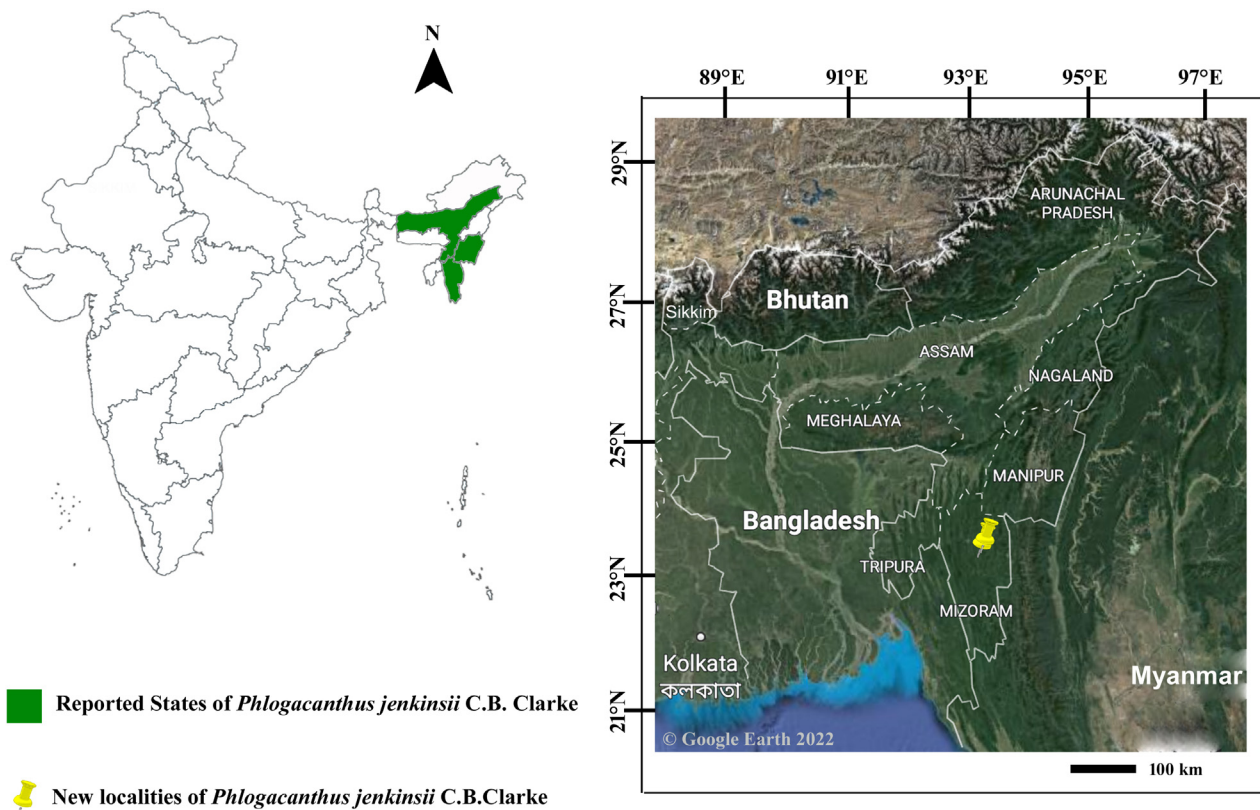 N
89°E
91°E
93°E
95°E
97°E
29°N
27°N
25°N
23°N
21°N
ARUNACHAL
PRADESH
Bhutan
Sikkim
ASSAM
NAGALAND
MEGHALAYA
MANIPUR
Bangladesh
TRIPURA
MIZORAM
Kolkata
কলকাতা
Myanmar
© Google Earth 2022
100 km
Reported States of Phlogacanthus jenkinsii C.B. Clarke
New localities of Phlogacanthus jenkinsii C.B.Clarke